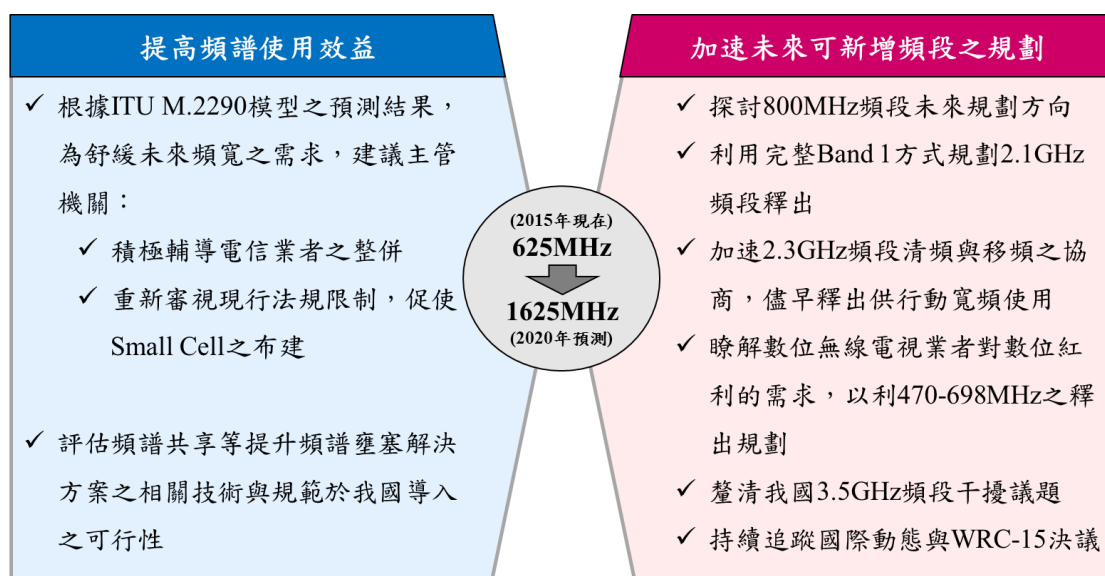 提高頻譜使用效益
✓ 根據ITU M.2290模型之預測結果，
為舒緩未來頻寬之需求，建議主管
機關：
✓ 積極輔導電信業者之整併
✓ 重新審視現行法規限制，促使
Small Cell之布建
✓ 評估頻譜共享等提升頻譜壅塞解決
方案之相關技術與規範於我國導入
之可行性
(2015年現在)
625MHz
1625MHz
(2020年預測)
加速未來可新增頻段之規劃
✓ 探討800MHz頻段未來規劃方向
✓ 利用完整Band 1方式規劃2.1GHz
頻段釋出
✓ 加速2.3GHz頻段清頻與移頻之協
商，儘早釋出供行動寬頻使用
✓ 瞭解數位無線電視業者對數位紅
利的需求，以利470-698MHz之釋
出規劃
✓ 釐清我國3.5GHz頻段干擾議題
✓ 持續追蹤國際動態與WRC-15決議